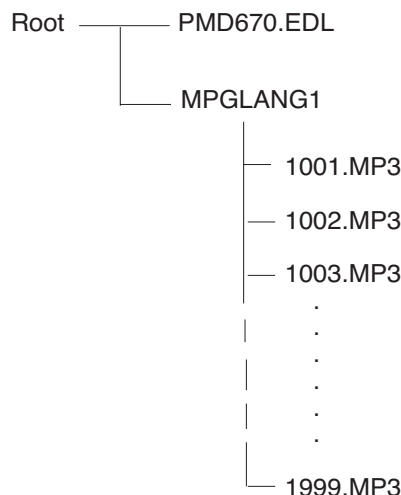 Root PMD670.EDL
MPGLANG1
1001.MP3
1002.MP3
1003.MP3
.
.
.
.
.
.
1999.MP3